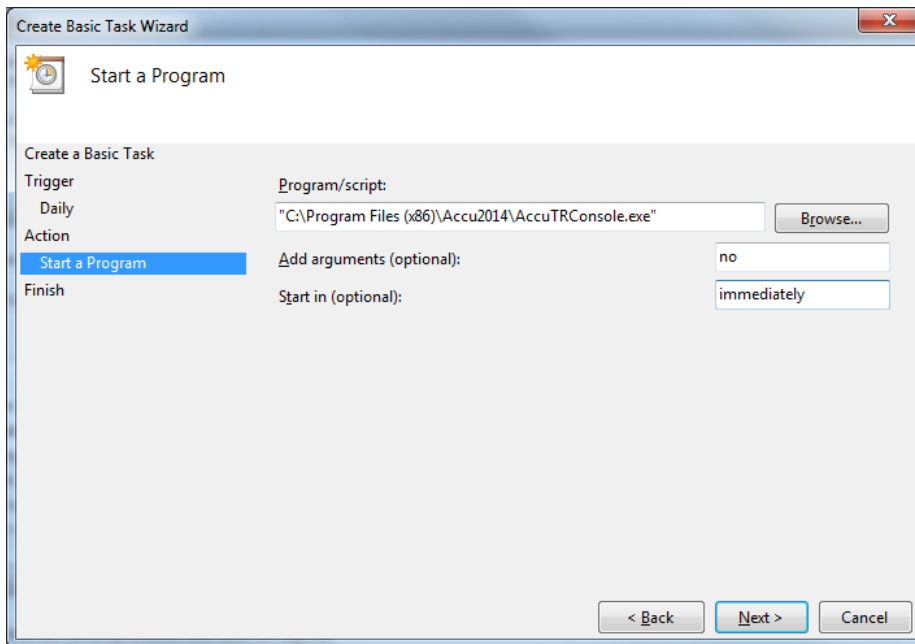 Create Basic Task Wizard
Start a Program
Create a Basic Task
Trigger
Daily
Action
Start a Program
Finish
Program/script:
"C:\Program Files (x86)\Accu2014\AccuTRConsole.exe"
Browse...
Add arguments (optional):
no
Start in (optional):
immediately
< Back
Next >
Cancel